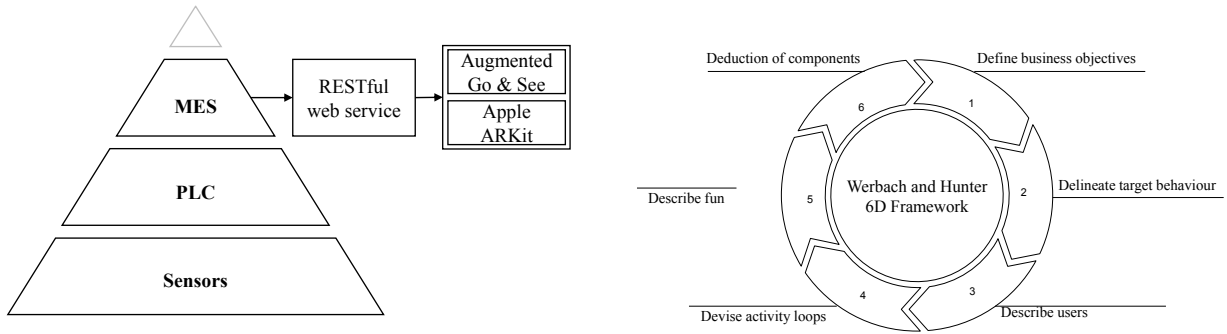 MES
PLC
Sensors
RESTful
web service
Augmented
Go & See
Apple
ARKit
Werbach and Hunter
6D Framework
1
Define business objectives
2
Delineate target behaviour
3
Describe users
4
Devise activity loops
5
Describe fun
6
Deduction of components